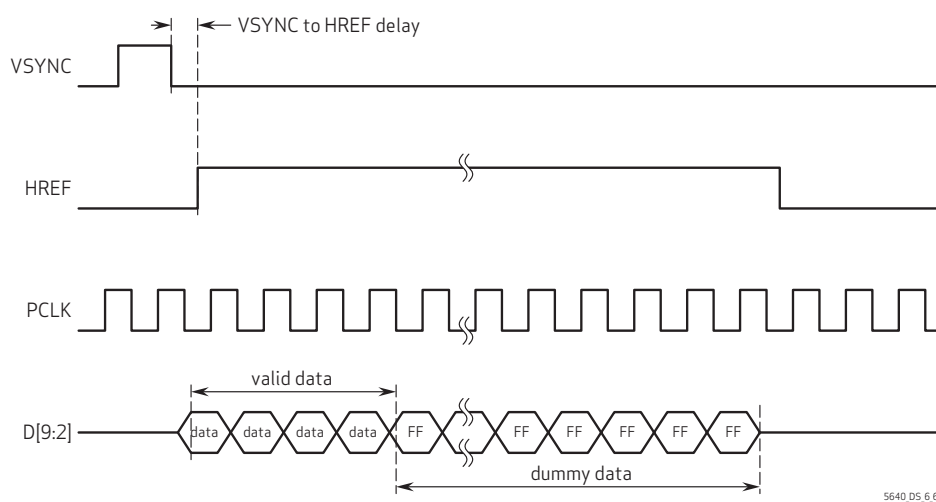 VSYNC to HREF delay
VSYNC
HREF
PCLK
valid data
D[9:2] data data data data FF FF FF FF FF FF
dummy data
5640_DS_6_6